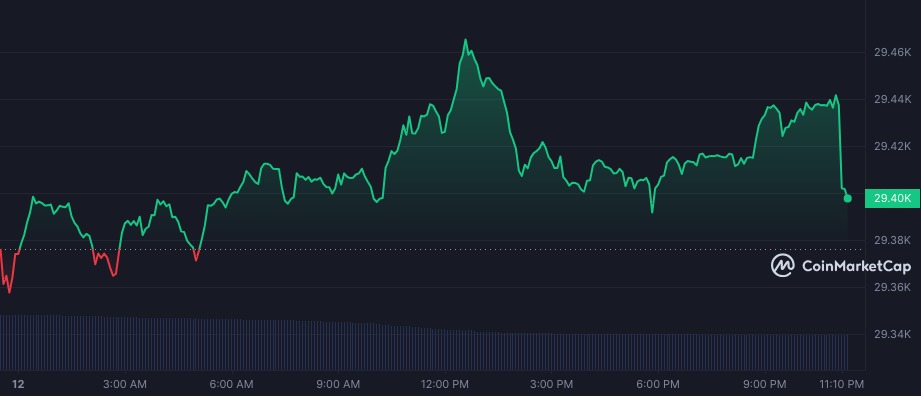 29.46K
29.44K
29.42K
29.40K
29.38K
CoinMarketCap
29.36K
29.34K
12 3:00 AM 6:00 AM 9:00 AM 12:00 PM 3:00 PM 6:00 PM 9:00 PM 11:10 PM